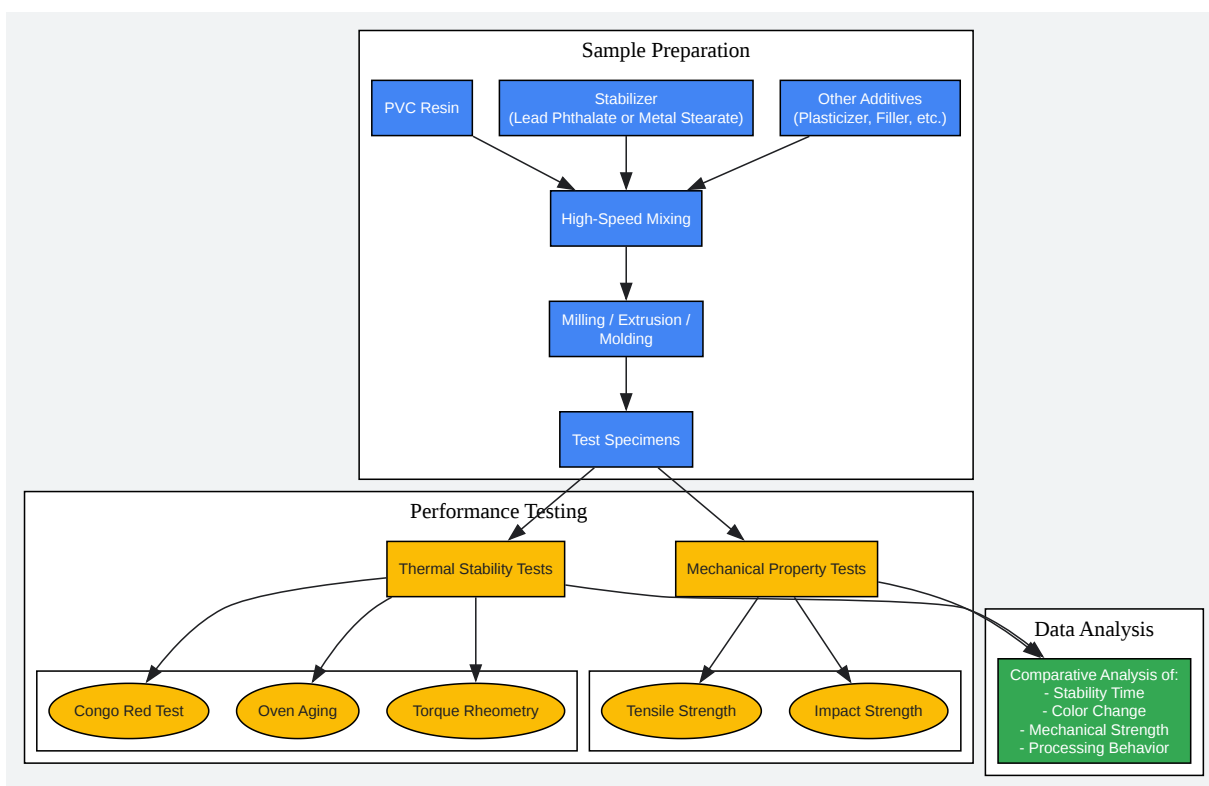 Sample Preparation
PVC Resin
Stabilizer
(Lead Phthalate or Metal Stearate)
Other Additives
(Plasticizer, Filler, etc.)
High-Speed Mixing
Milling / Extrusion /
Molding
Test Specimens
Performance Testing
Thermal Stability Tests
Mechanical Property Tests
Congo Red Test
Oven Aging
Torque Rheometry
Tensile Strength
Impact Strength
Data Analysis
Comparative Analysis of:
- Stability Time
- Color Change
- Mechanical Strength
- Processing Behavior